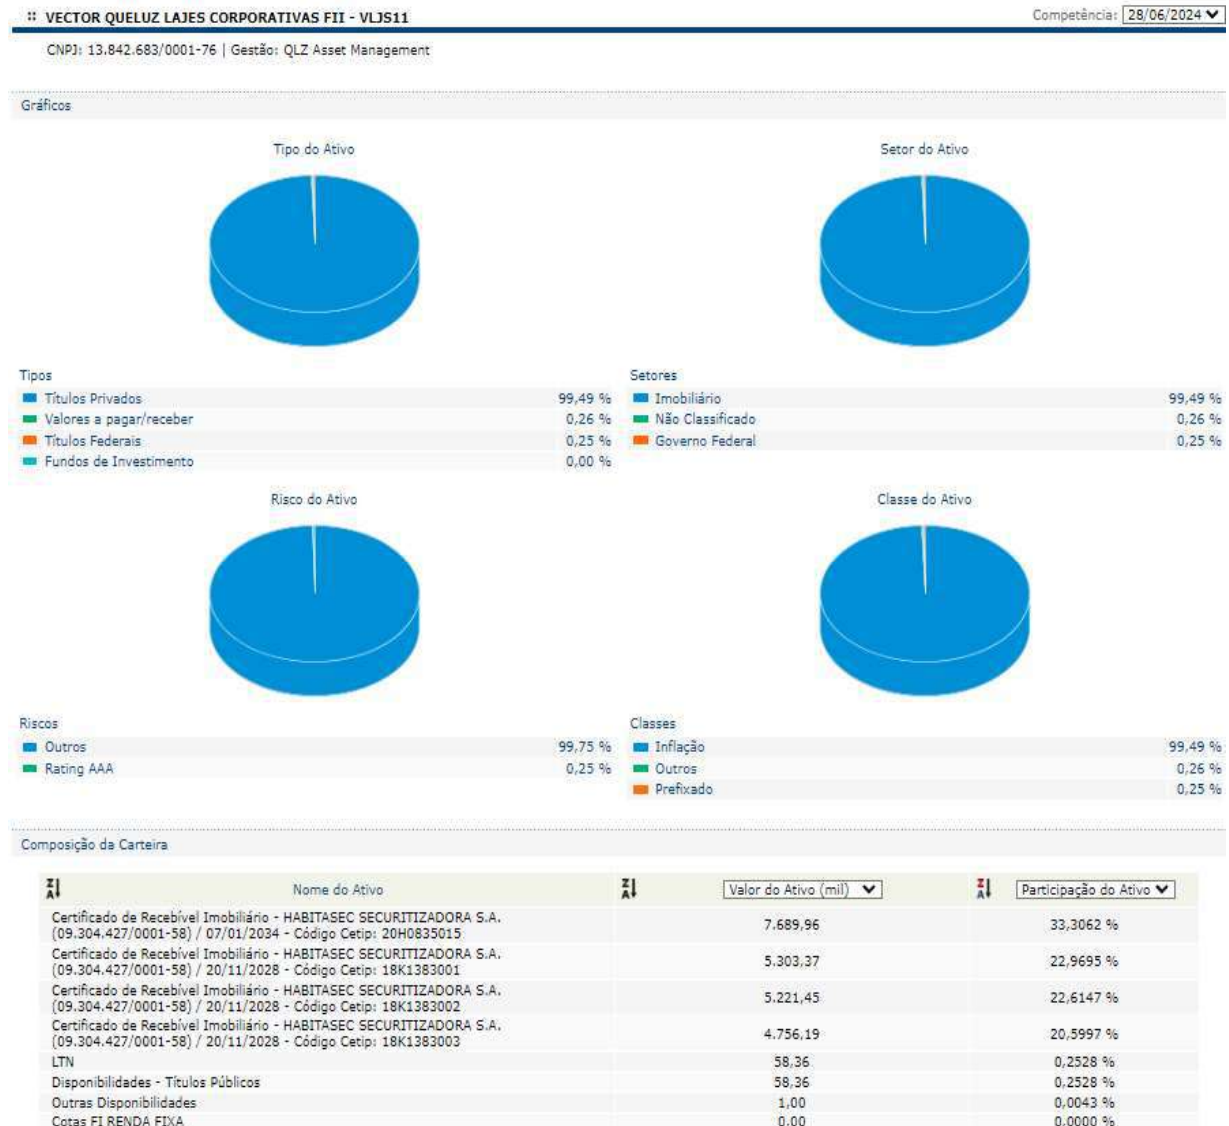 :: VECTOR QUELUZ LAJES CORPORATIVAS FII - VLJS11
Competência: 28/06/2024
CNPJ: 13.842.683/0001-76 | Gestão: QLZ Asset Management
Gráficos
Tipo do Ativo
Tipos
Títulos Privados 99,49 %
Valores a pagar/receber 0,26 %
Títulos Federais 0,25 %
Fundos de Investimento 0,00 %
Setor do Ativo
Setores
Imobiliário 99,49 %
Não Classificado 0,26 %
Governo Federal 0,25 %
Risco do Ativo
Riscos
Outros 99,75 %
Rating AAA 0,25 %
Classe do Ativo
Classes
Inflação 99,49 %
Outros 0,26 %
Prefixado 0,25 %
Composição da Carteira
Z A Nome do Ativo Z A Valor do Ativo (mil) Z A Participação do Ativo
Certificado de Recebível Imobiliário - HABITASEC SECURITIZADORA S.A.
(09.304.427/0001-58) / 07/01/2034 - Código Cetip: 20H0835015 7.689,96 33,3062 %
Certificado de Recebível Imobiliário - HABITASEC SECURITIZADORA S.A.
(09.304.427/0001-58) / 20/11/2028 - Código Cetip: 18K1383001 5.303,37 22,9695 %
Certificado de Recebível Imobiliário - HABITASEC SECURITIZADORA S.A.
(09.304.427/0001-58) / 20/11/2028 - Código Cetip: 18K1383002 5.221,45 22,6147 %
Certificado de Recebível Imobiliário - HABITASEC SECURITIZADORA S.A.
(09.304.427/0001-58) / 20/11/2028 - Código Cetip: 18K1383003 4.756,19 20,5997 %
LTN 58,36 0,2528 %
Disponibilidades - Títulos Públicos 58,36 0,2528 %
Outras Disponibilidades 1,00 0,0043 %
Cotas FI RENDA FIXA 0,00 0,0000 %